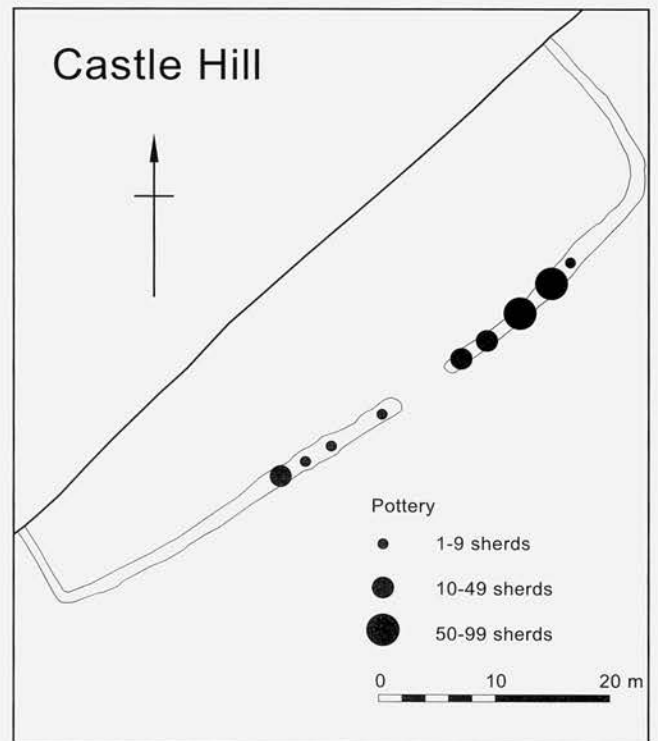 Castle Hill
Pottery
1-9 sherds
10-49 sherds
50-99 sherds
0 10 20 m